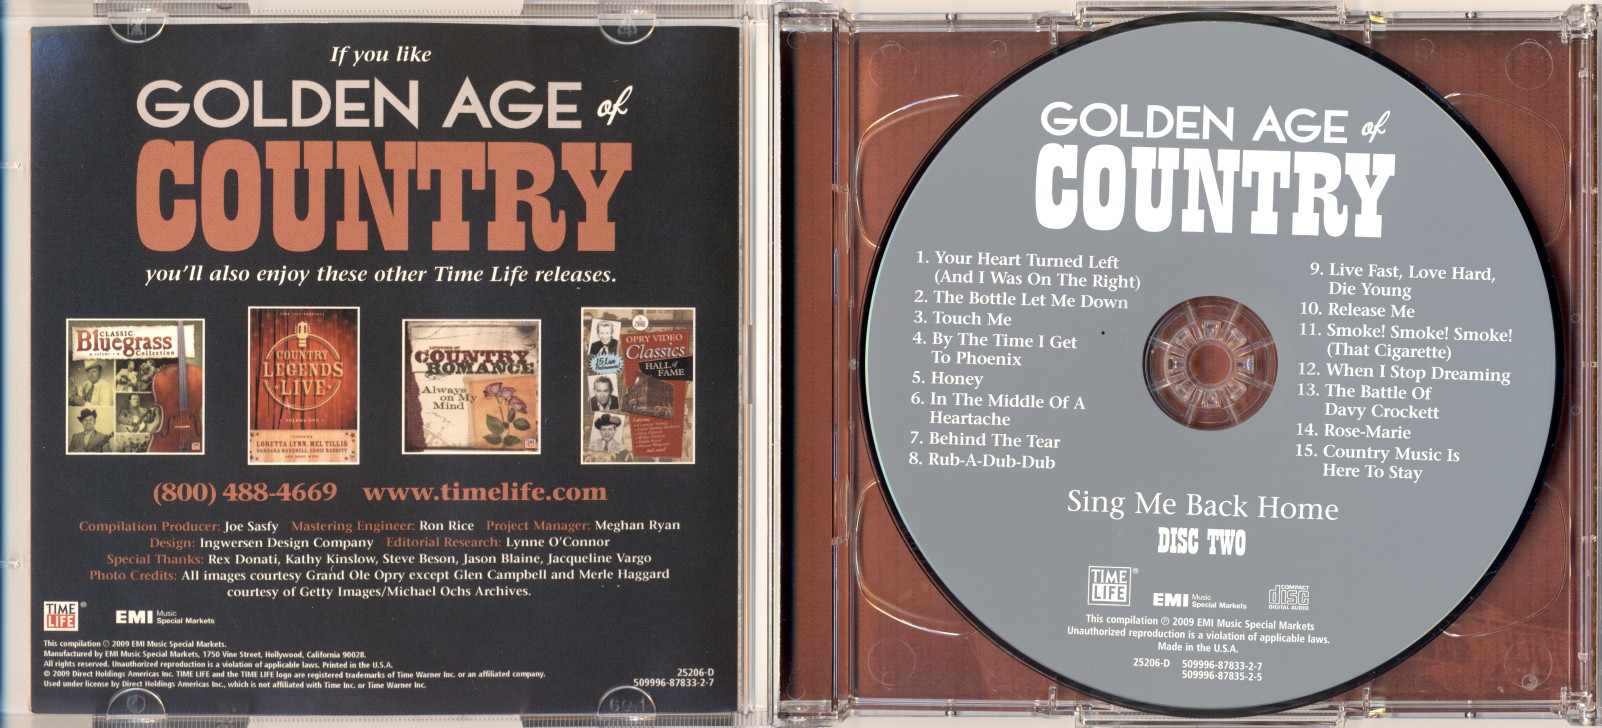 If you like
GOLDEN AGE of
COUNTRY
you'll also enjoy these other Time Life releases.
CLASSIC
Bluegrass
Collection
COUNTRY
LEGENDS
LIVE
LORETTA LYNN, MEL TILLIS
BARBARA MANDRELL, EDDIE RABBITT
COUNTRY
ROMANCE
Always
on My
Mind
OPRY VIDEO
Classics
HALL of
FAME
(800) 488-4669 www.timelife.com
Compilation Producer: Joe Sasfy Mastering Engineer: Ron Rice Project Manager: Meghan Ryan
Design: Ingwersen Design Company Editorial Research: Lynne O'Connor
Special Thanks: Rex Donati, Kathy Kinslow, Steve Beson, Jason Blaine, Jacqueline Vargo
Photo Credits: All images courtesy Grand Ole Opry except Glen Campbell and Merle Haggard
courtesy of Getty Images/Michael Ochs Archives.
TIME LIFE ® EMI Music Special Markets
This compilation ℗ 2009 EMI Music Special Markets.
Manufactured by EMI Music Special Markets, 1750 Vine Street, Hollywood, California 90028.
All rights reserved. Unauthorized reproduction is a violation of applicable laws. Printed in the U.S.A.
© 2009 Direct Holdings Americas Inc. TIME LIFE and the TIME LIFE logo are registered trademarks of Time Warner Inc. or an affiliated company.
Used under license by Direct Holdings Americas Inc., which is not affiliated with Time Inc. or Time Warner Inc.
25206-D
509996-87833-2-7
GOLDEN AGE of
COUNTRY
1. Your Heart Turned Left
(And I Was On The Right)
2. The Bottle Let Me Down
3. Touch Me
4. By The Time I Get
To Phoenix
5. Honey
6. In The Middle Of A
Heartache
7. Behind The Tear
8. Rub-A-Dub-Dub
9. Live Fast, Love Hard,
Die Young
10. Release Me
11. Smoke! Smoke! Smoke!
(That Cigarette)
12. When I Stop Dreaming
13. The Battle Of
Davy Crockett
14. Rose-Marie
15. Country Music Is
Here To Stay
Sing Me Back Home
DISC TWO
TIME LIFE ® EMI Music Special Markets COMPACT disc DIGITAL AUDIO
This compilation ℗ 2009 EMI Music Special Markets
Unauthorized reproduction is a violation of applicable laws.
Made in the U.S.A.
25206-D 509996-87833-2-7
509996-87835-2-5